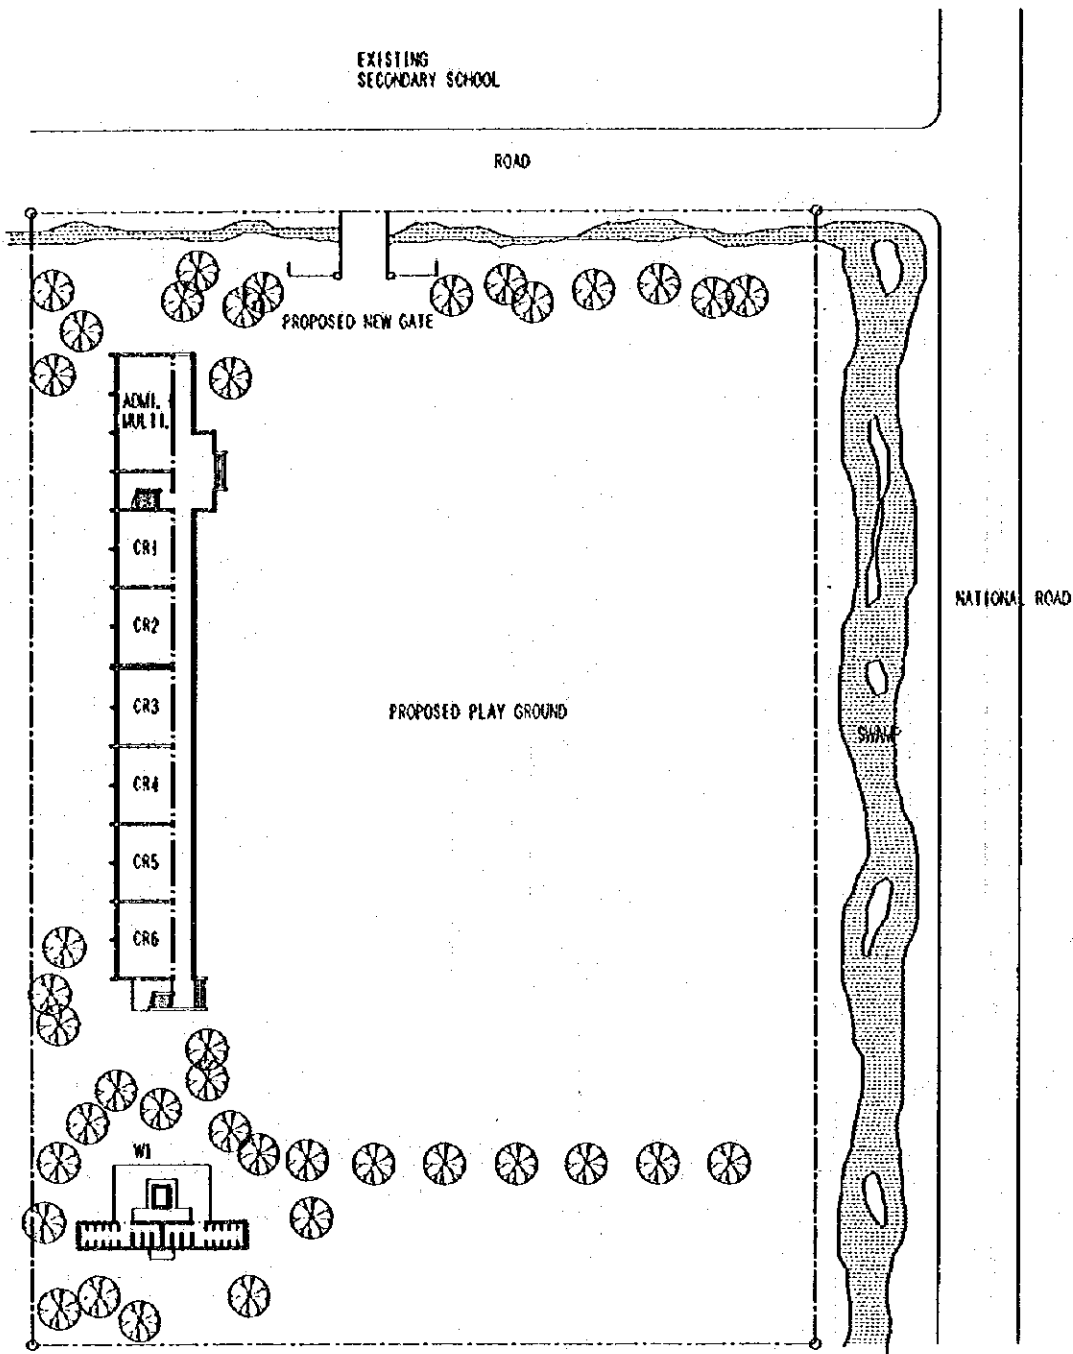 EXISTING
SECONDARY SCHOOL
ROAD
PROPOSED NEW GATE
ADMI.
MULTI.
CR1
CR2
NATIONAL ROAD
CR3
PROPOSED PLAY GROUND
SWAMP
CR4
CR5
CR6
W1